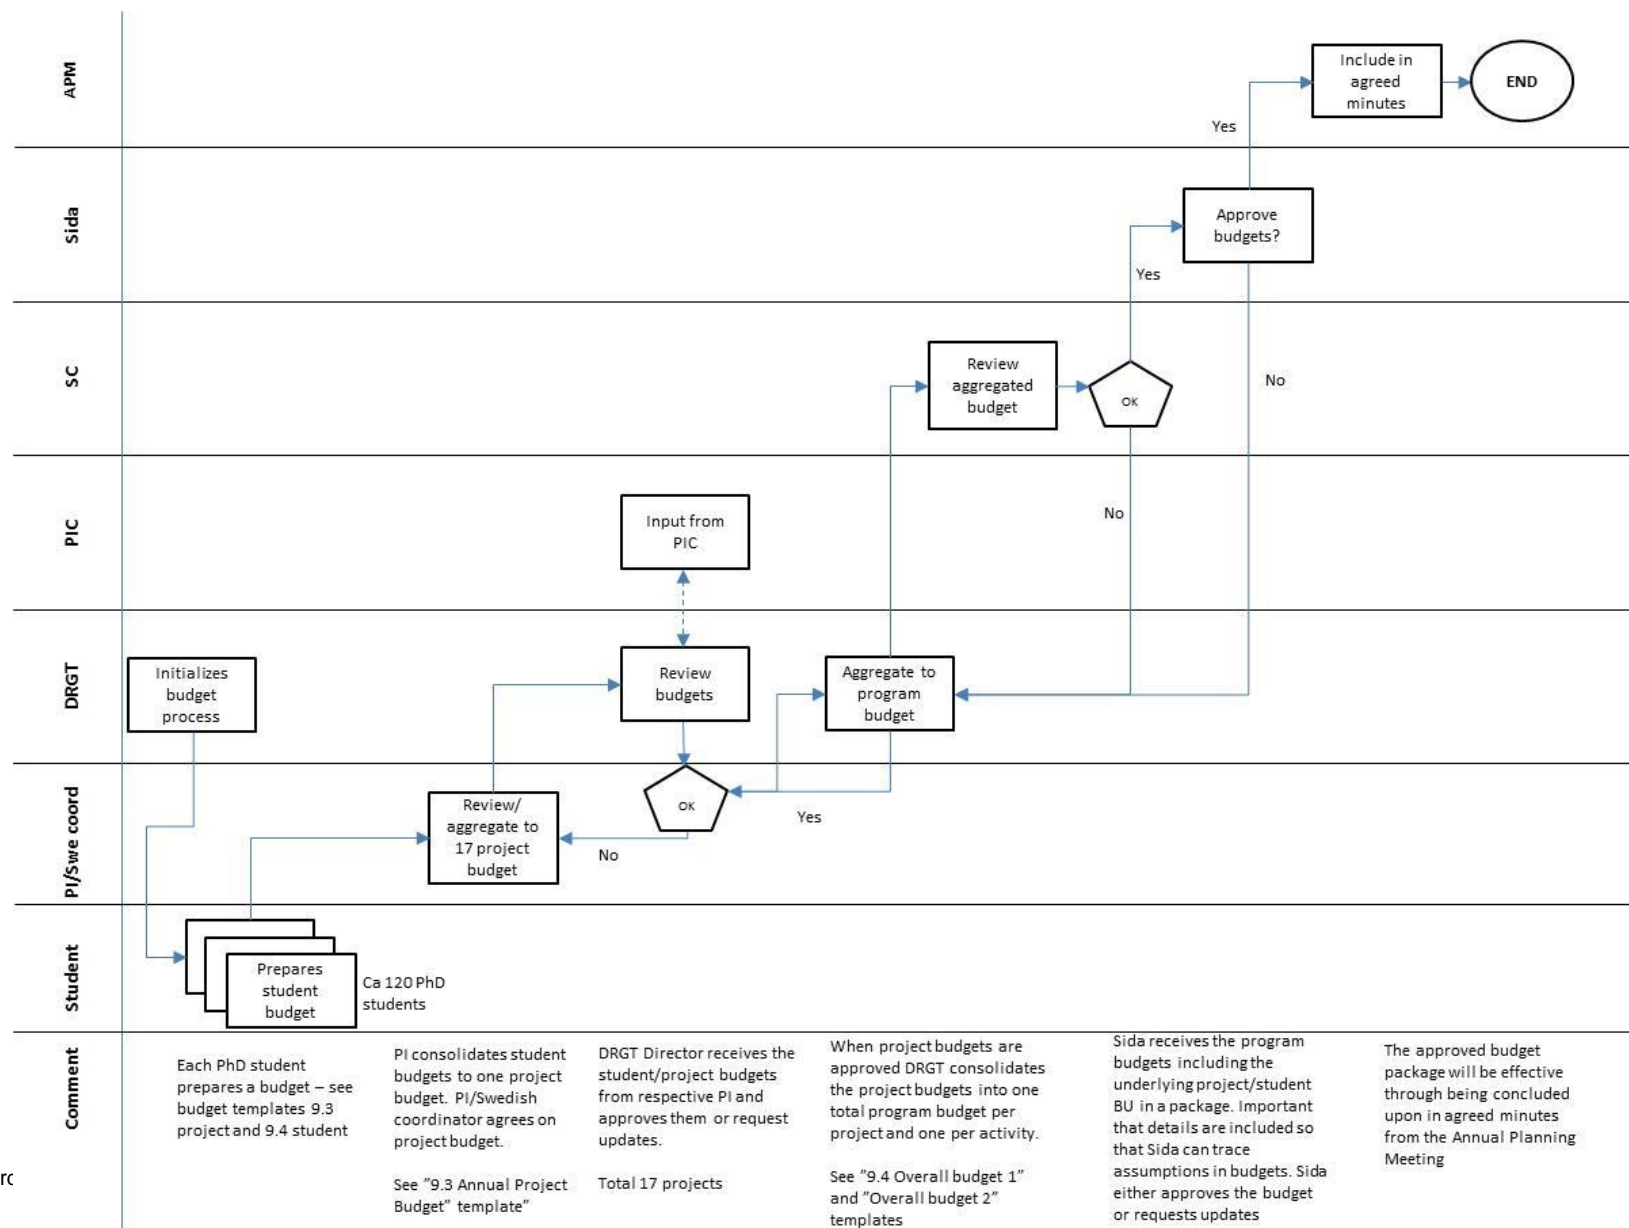 APM
Include in
agreed
minutes
END
Yes
Sida
Approve
budgets?
Yes
SC
Review
aggregated
budget
OK
No
No
PIC
Input from
PIC
DRGT
Initializes
budget
process
Review
budgets
Aggregate to
program
budget
PI/Swe coord
Review/
aggregate to
17 project
budget
OK
No
Yes
Student
Prepares
student
budget
Ca 120 PhD
students
Comment
Each PhD student
prepares a budget – see
budget templates 9.3
project and 9.4 student
PI consolidates student
budgets to one project
budget. PI/Swedish
coordinator agrees on
project budget.
See ”9.3 Annual Project
Budget” template”
DRGT Director receives the
student/project budgets
from respective PI and
approves them or request
updates.
Total 17 projects
When project budgets are
approved DRGT consolidates
the project budgets into one
total program budget per
project and one per activity.
See ”9.4 Overall budget 1”
and ”Overall budget 2”
templates
Sida receives the program
budgets including the
underlying project/student
BU in a package. Important
that details are included so
that Sida can trace
assumptions in budgets. Sida
either approves the budget
or requests updates
The approved budget
package will be effective
through being concluded
upon in agreed minutes
from the Annual Planning
Meeting